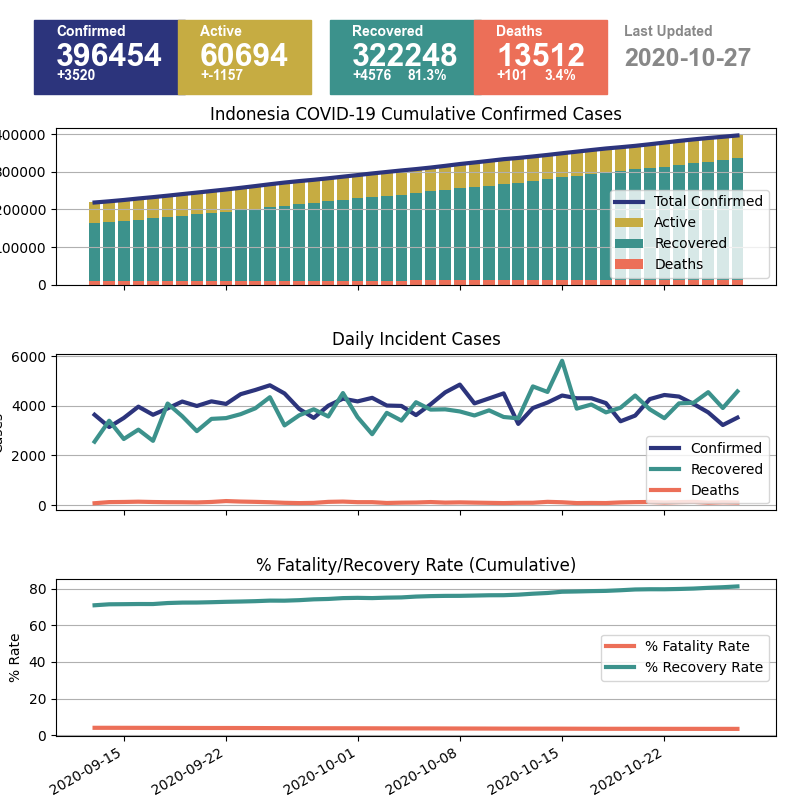 Confirmed
396454
+3520
Active
60694
+-1157
Recovered
322248
+4576 81.3%
Deaths
13512
+101 3.4%
Last Updated
2020-10-27
Indonesia COVID-19 Cumulative Confirmed Cases
400000
300000
200000
100000
0
Total Confirmed
Active
Recovered
Deaths
Daily Incident Cases
6000
4000
2000
0
Cases
Confirmed
Recovered
Deaths
% Fatality/Recovery Rate (Cumulative)
80
60
40
20
0
% Rate
% Fatality Rate
% Recovery Rate
2020-09-15
2020-09-22
2020-10-01
2020-10-08
2020-10-15
2020-10-22